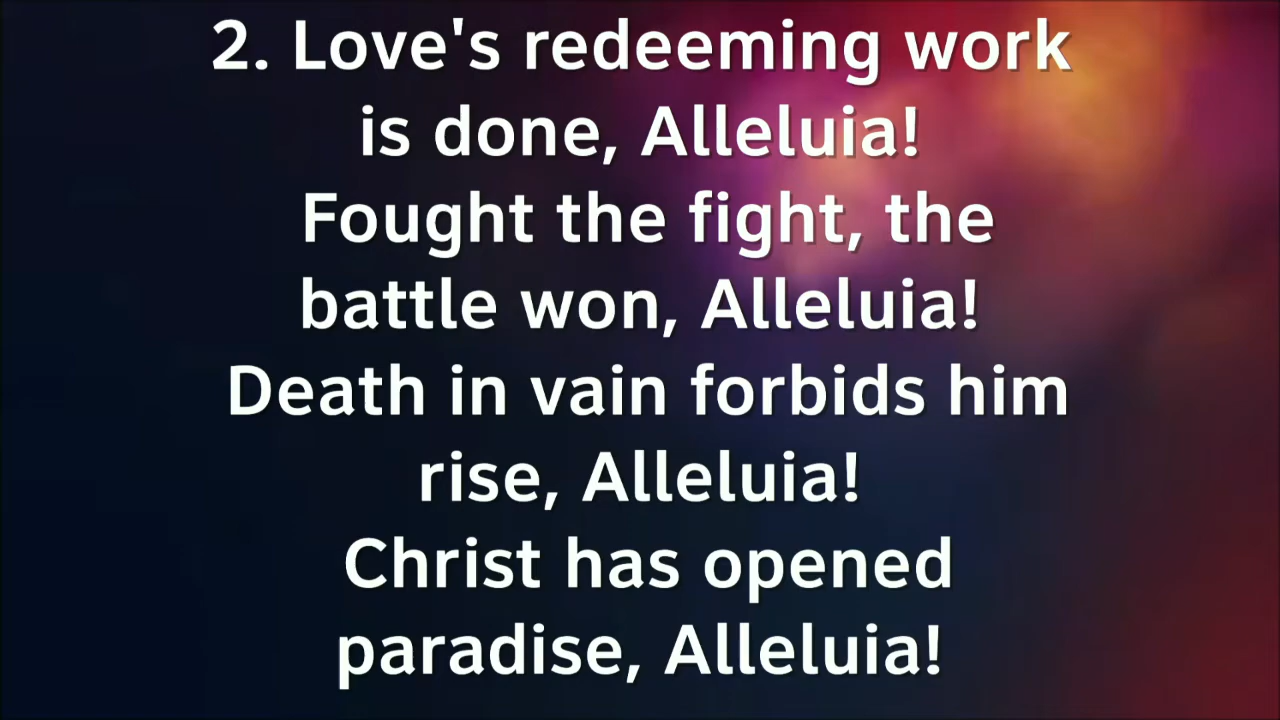 2. Love's redeeming work
is done, Alleluia!
Fought the fight, the
battle won, Alleluia!
Death in vain forbids him
rise, Alleluia!
Christ has opened
paradise, Alleluia!